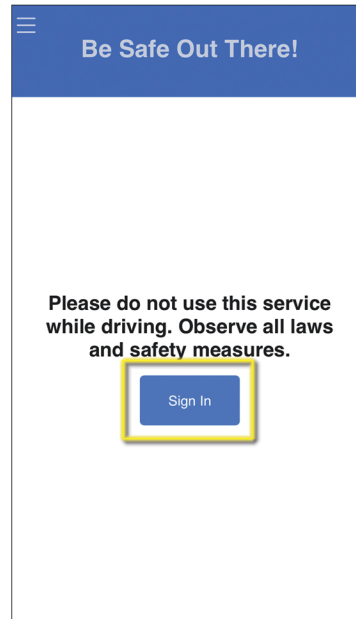 Be Safe Out There!
Please do not use this service
while driving. Observe all laws
and safety measures.
Sign In